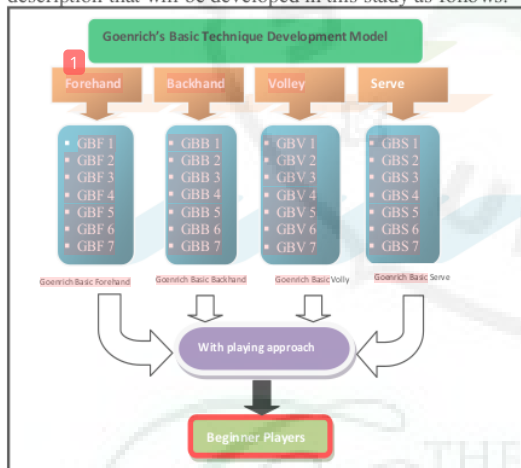 description that will be developed in this study as follows:
Goenrich's Basic Technique Development Model
1
Forehand Backhand Volley Serve
GBF 1 GBB 1 GBV 1 GBS 1
GBF 2 GBB 2 GBV 2 GBS 2
GBF 3 GBB 3 GBV 3 GBS 3
GBF 4 GBB 4 GBV 4 GBS 4
GBF 5 GBB 5 GBV 5 GBS 5
GBF 6 GBB 6 GBV 6 GBS 6
GBF 7 GBB 7 GBV 7 GBS 7
Goenrich Basic Forehand Goenrich Basic Backhand Goenrich Basic Volly Goenrich Basic Serve
With playing approach
Beginner Players
THE